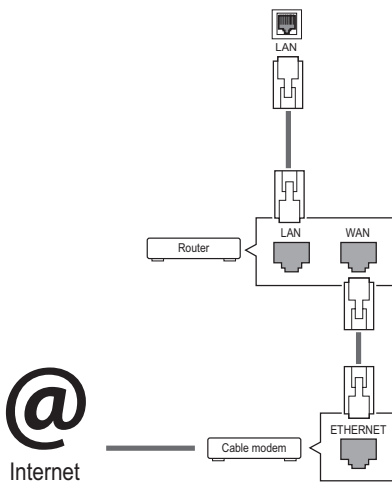 LAN
LAN WAN
Router
ETHERNET
@
Cable modem
Internet